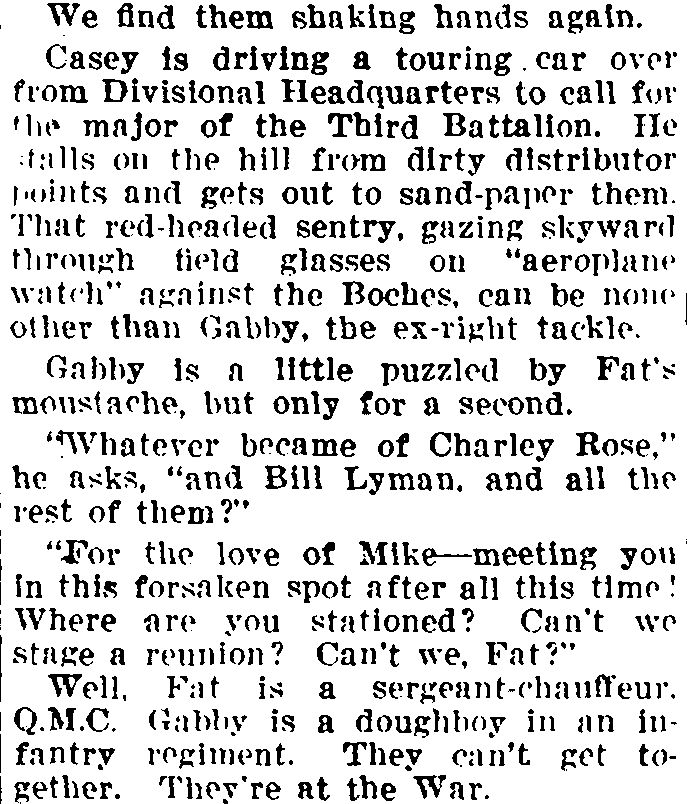 We find them shaking hands again.
Casey is driving a touring car over
from Divisional Headquarters to call for
the major of the Third Battalion. He
stalls on the hill from dirty distributor
points and gets out to sand-paper them.
That red-headed sentry, gazing skyward
through field glasses on "aeroplane
watch" against the Boches, can be none
other than Gabby, the ex-right tackle.
Gabby is a little puzzled by Fat's
moustache, but only for a second.
"Whatever became of Charley Rose,"
he asks, "and Bill Lyman, and all the
rest of them?"
"For the love of Mike—meeting you
in this forsaken spot after all this time!
Where are you stationed? Can't we
stage a reunion? Can't we, Fat?"
Well, Fat is a sergeant-chauffeur,
Q.M.C. Gabby is a doughboy in an in-
fantry regiment. They can't get to-
gether. They're at the War.